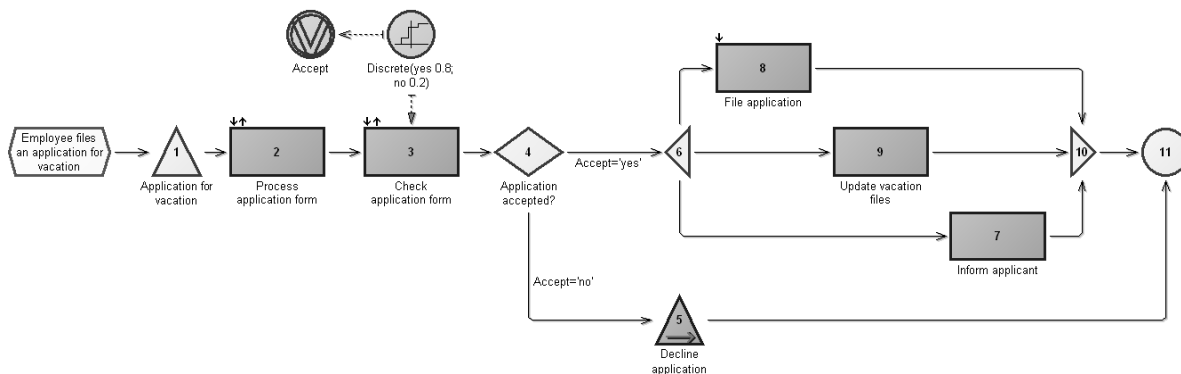 Accept
Discrete(yes 0.8;
no 0.2)
8
File application
Employee files
an application for
vacation
1
Application for
vacation
2
Process
application form
3
Check
application form
4
Application
accepted?
Accept='yes'
6
9
Update vacation
files
10
11
7
Inform applicant
Accept='no'
5
Decline
application